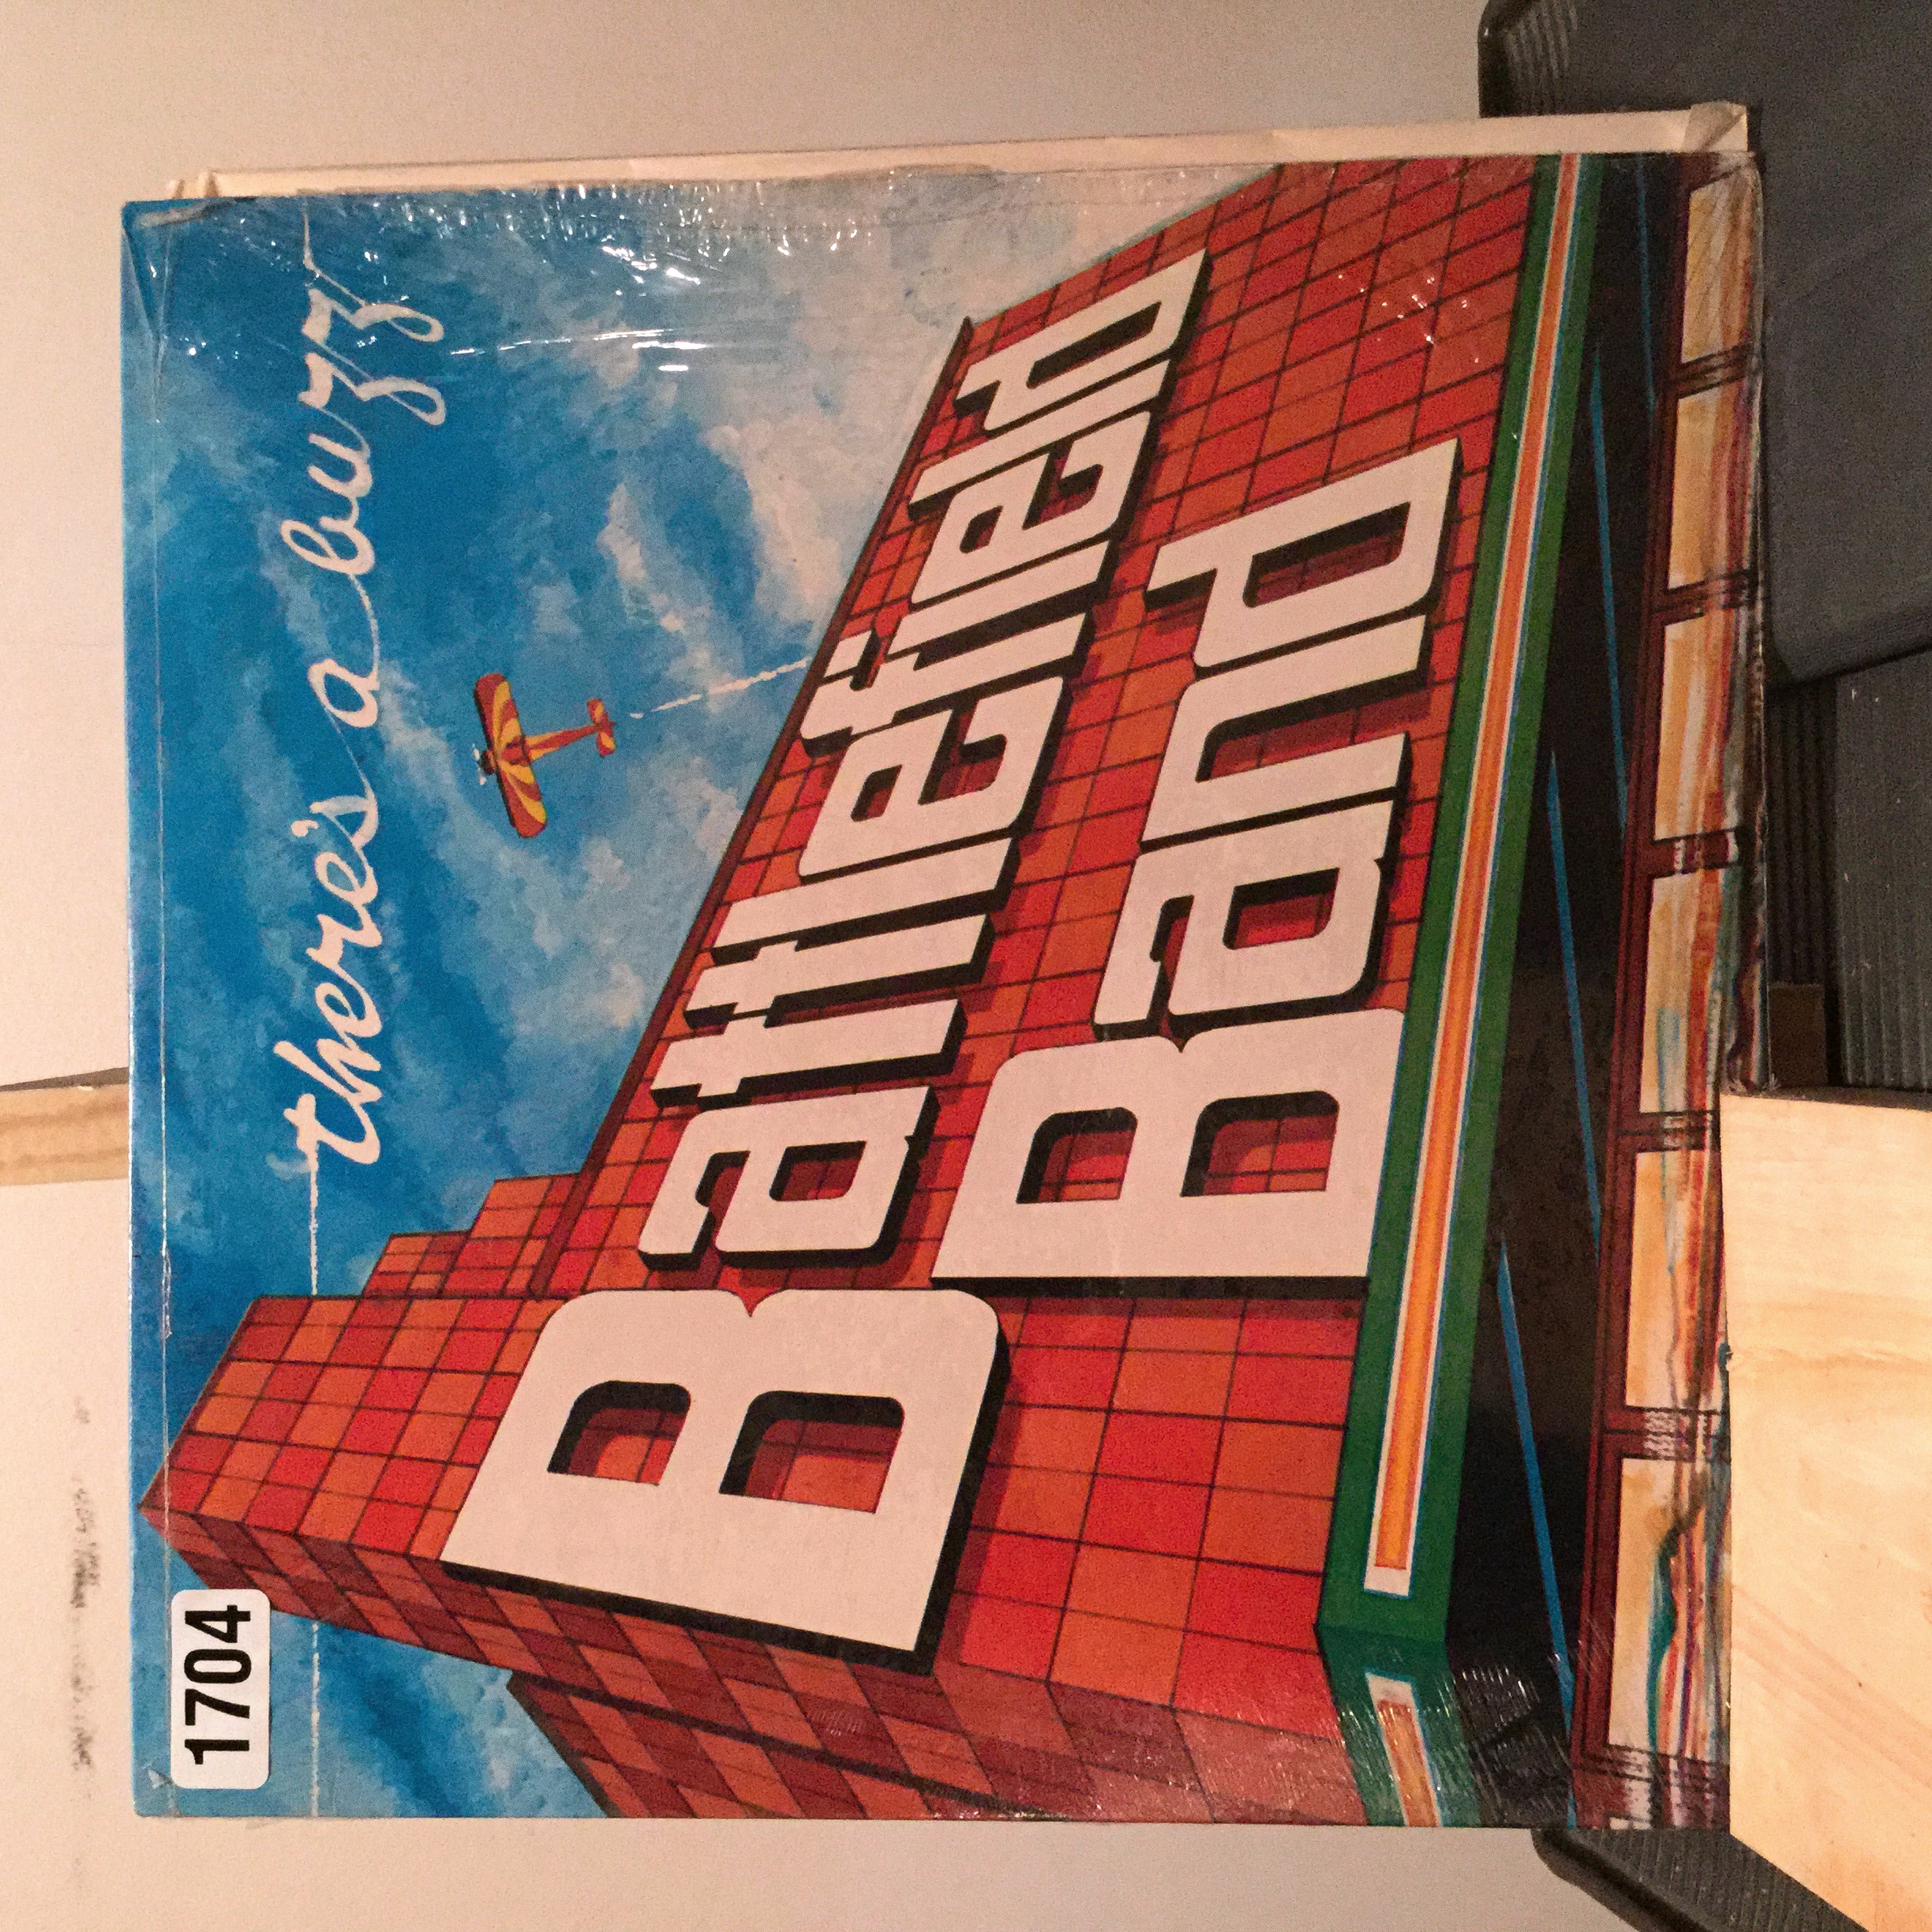 1704
there's a buzz
Battlefield
Band